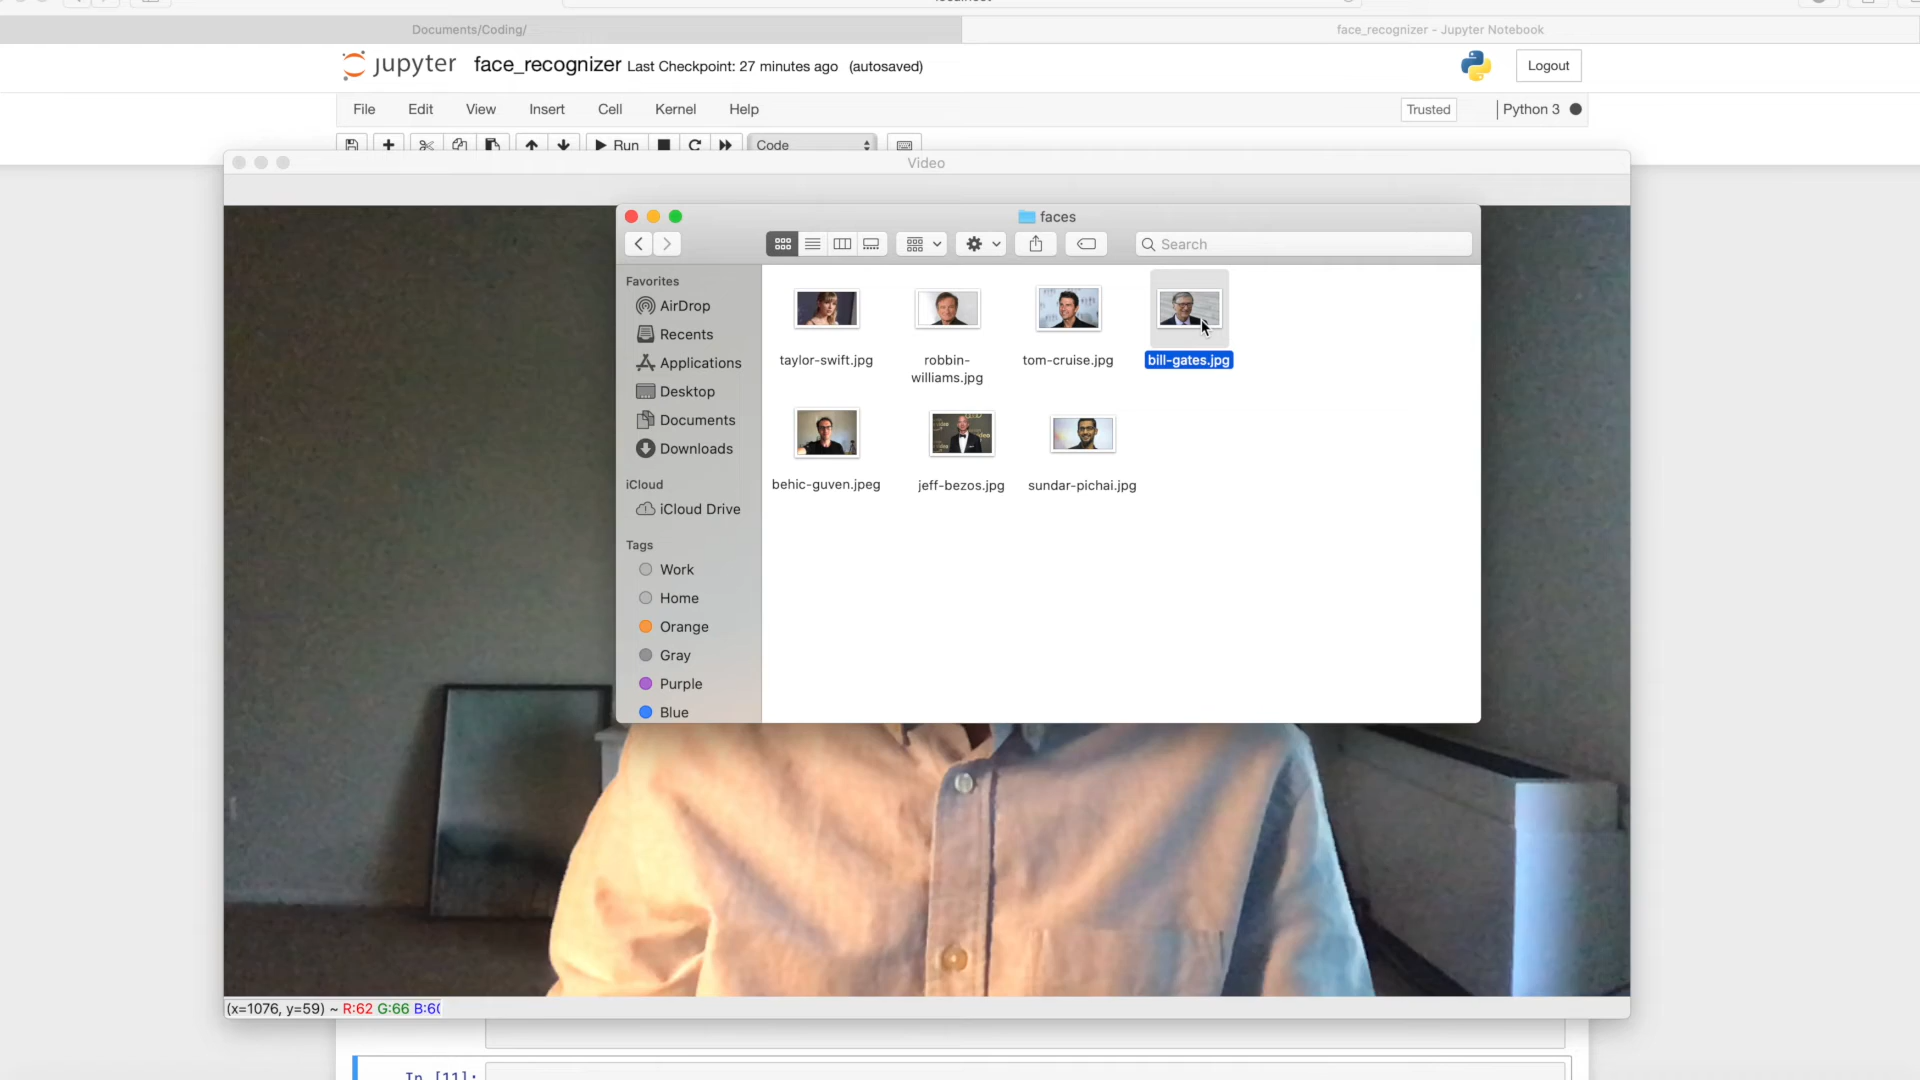 Documents/Coding/
face_recognizer - Jupyter Notebook
jupyter face_recognizer Last Checkpoint: 27 minutes ago (autosaved)
Logout
File Edit View Insert Cell Kernel Help
Trusted
Python 3
Run
Code
Video
faces
Search
Favorites
AirDrop
Recents
Applications
Desktop
Documents
Downloads
iCloud
iCloud Drive
Tags
Work
Home
Orange
Gray
Purple
Blue
taylor-swift.jpg
robbin-
williams.jpg
tom-cruise.jpg
bill-gates.jpg
behic-guven.jpeg
jeff-bezos.jpg
sundar-pichai.jpg
(x=1076, y=59) ~ R:62 G:66 B:60
In [11]: